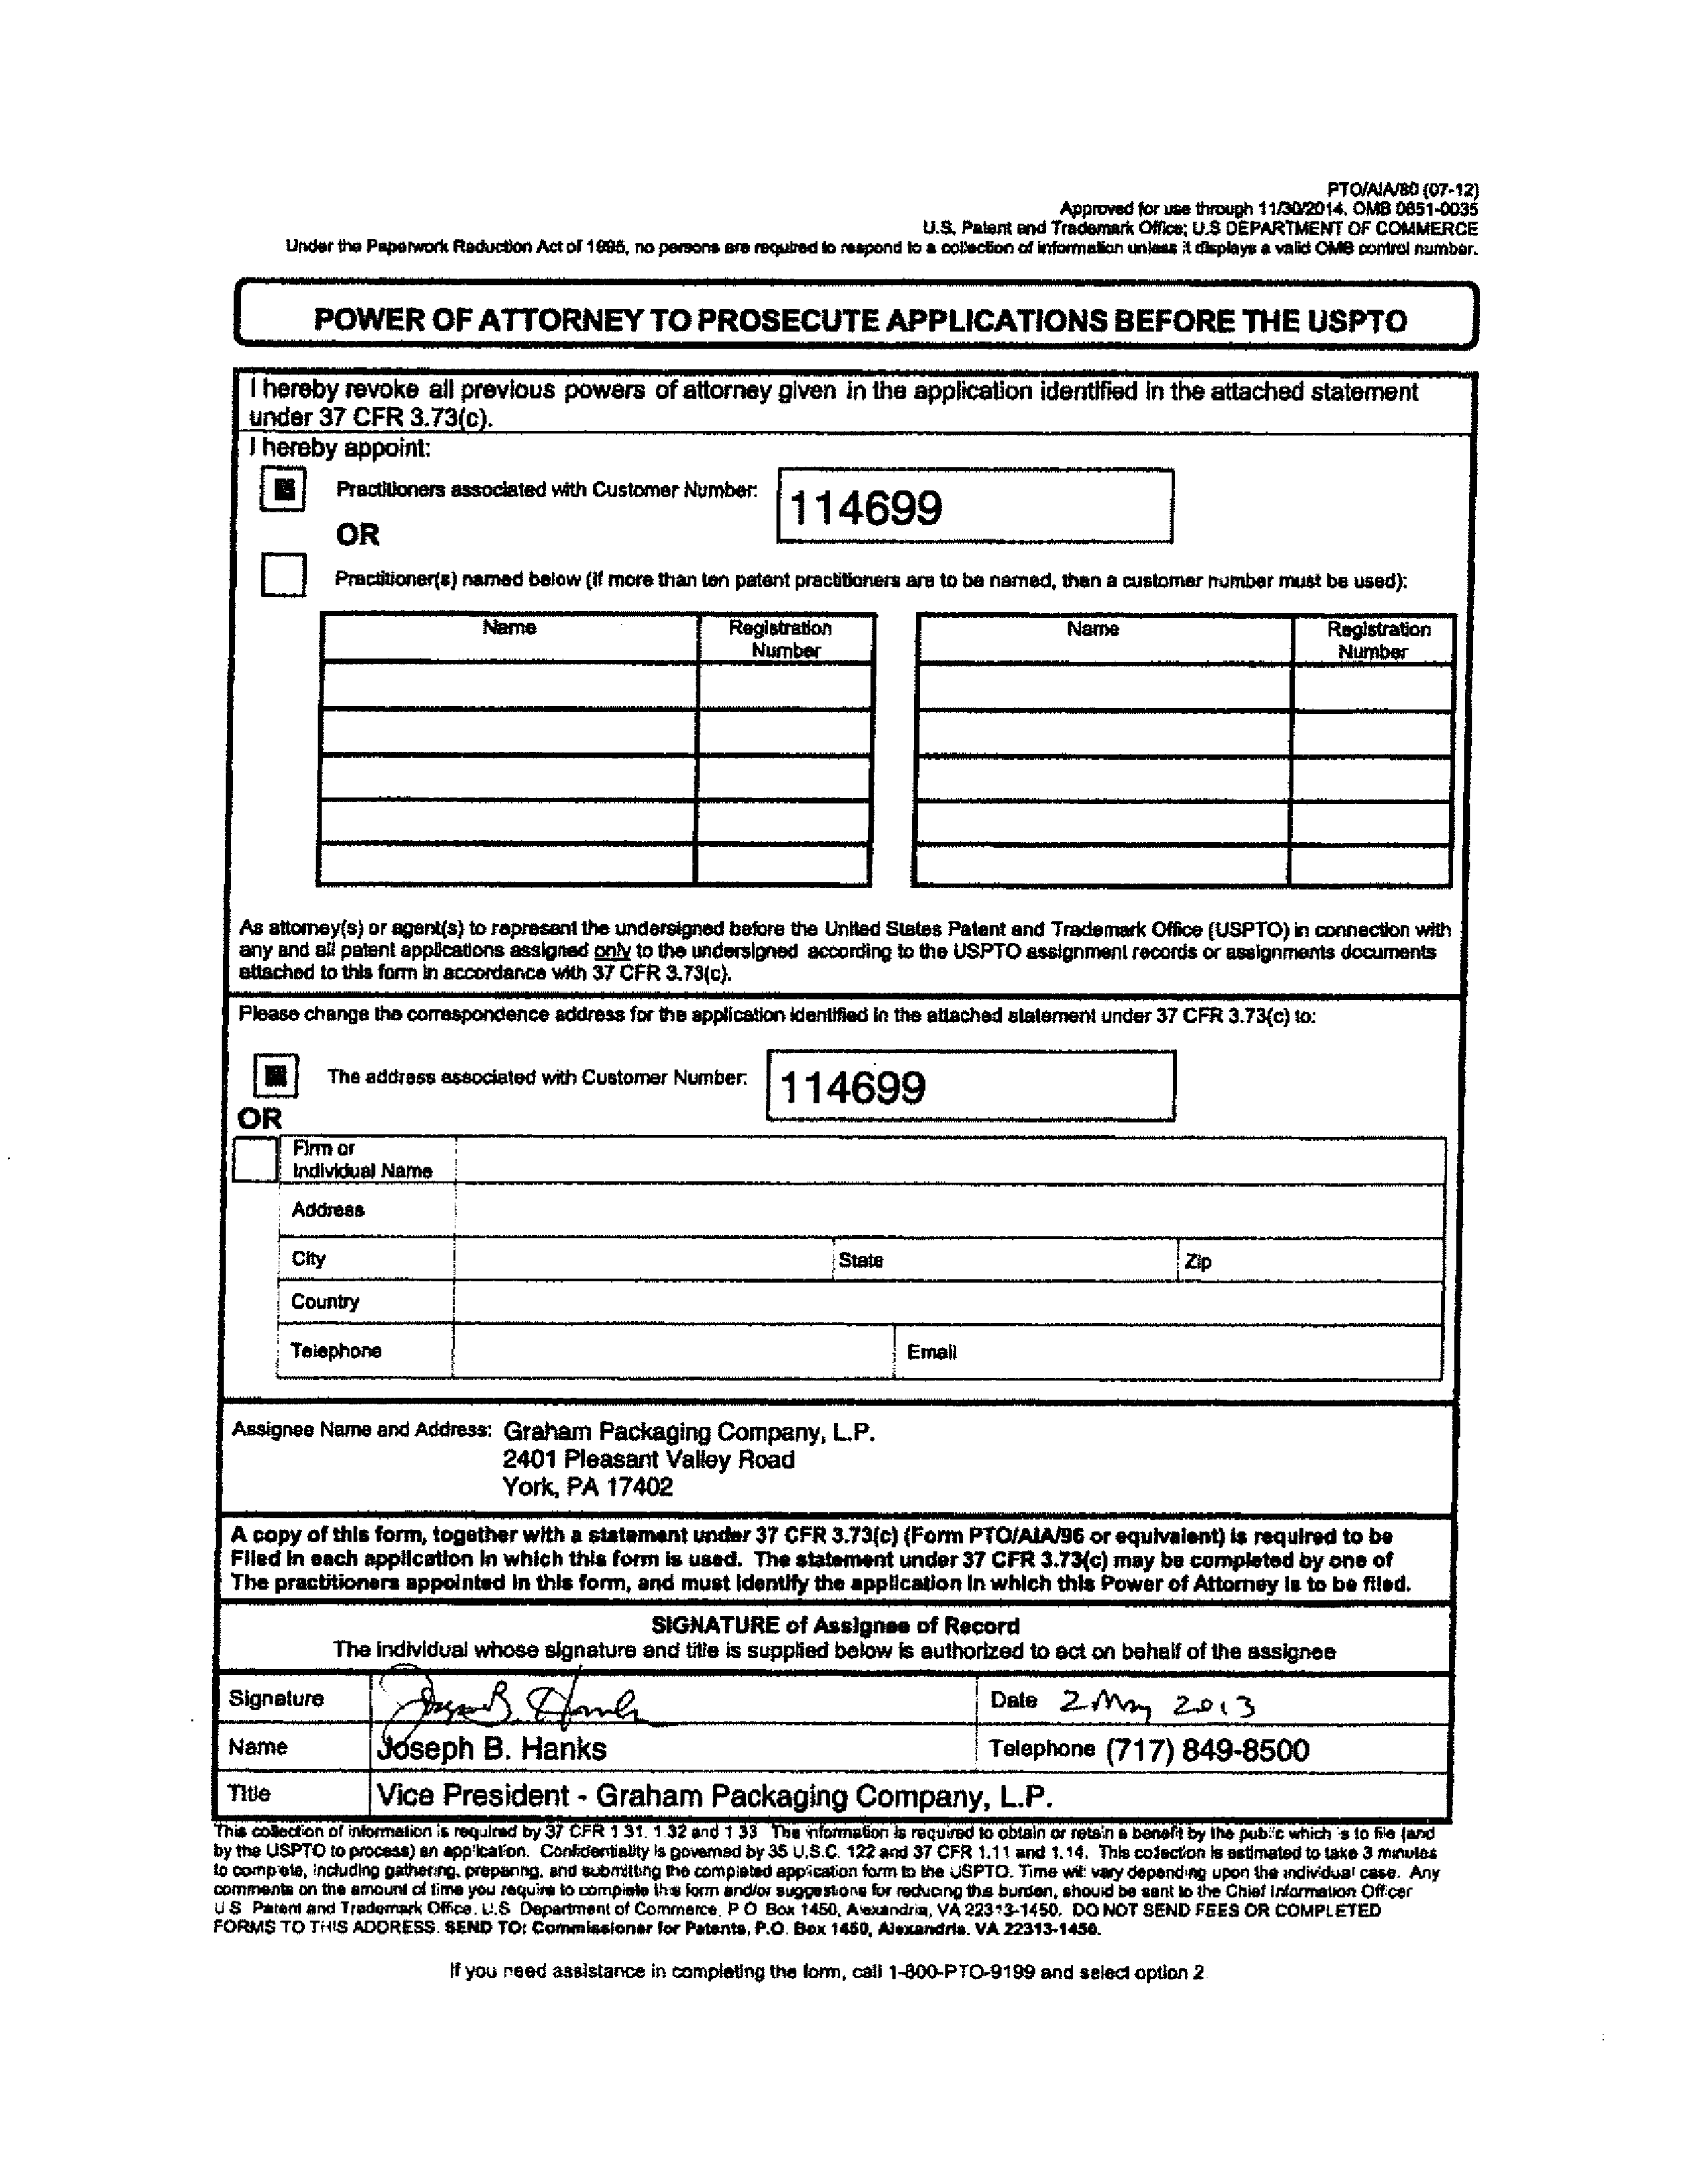 PTO/AIA/80 (07-12)
Approved for use through 11/30/2014. OMB 0651-0035
U.S. Patent and Trademark Office; U.S DEPARTMENT OF COMMERCE
Under the Paperwork Reduction Act of 1995, no persons are required to respond to a collection of information unless it displays a valid OMB control number.
POWER OF ATTORNEY TO PROSECUTE APPLICATIONS BEFORE THE USPTO
I hereby revoke all previous powers of attorney given in the application identified in the attached statement
under 37 CFR 3.73(c).
I hereby appoint:
Practitioners associated with Customer Number:
114699
OR
Practitioner(s) named below (if more than ten patent practitioners are to be named, then a customer number must be used):
Name Registration Name Registration
Number Number
As attorney(s) or agent(s) to represent the undersigned before the United States Patent and Trademark Office (USPTO) in connection with
any and all patent applications assigned only to the undersigned according to the USPTO assignment records or assignments documents
attached to this form in accordance with 37 CFR 3.73(c).
Please change the correspondence address for the application identified in the attached statement under 37 CFR 3.73(c) to:
The address associated with Customer Number:
114699
OR
Firm or
Individual Name
Address
City State Zip
Country
Telephone Email
Assignee Name and Address: Graham Packaging Company, L.P.
2401 Pleasant Valley Road
York, PA 17402
A copy of this form, together with a statement under 37 CFR 3.73(c) (Form PTO/AIA/96 or equivalent) is required to be
Filed in each application in which this form is used. The statement under 37 CFR 3.73(c) may be completed by one of
The practitioners appointed in this form, and must identify the application in which this Power of Attorney is to be filed.
SIGNATURE of Assignee of Record
The individual whose signature and title is supplied below is authorized to act on behalf of the assignee
Signature Joseph B. Hanks Date 2 May 2013
Name Joseph B. Hanks Telephone (717) 849-8500
Title Vice President - Graham Packaging Company, L.P.
This collection of information is required by 37 CFR 1.31, 1.32 and 1.33 The information is required to obtain or retain a benefit by the public which is to file (and
by the USPTO to process) an application. Confidentiality is governed by 35 U.S.C. 122 and 37 CFR 1.11 and 1.14. This collection is estimated to take 3 minutes
to complete, including gathering, preparing, and submitting the completed application form to the USPTO. Time will vary depending upon the individual case. Any
comments on the amount of time you require to complete this form and/or suggestions for reducing this burden, should be sent to the Chief Information Officer
U S Patent and Trademark Office, U.S Department of Commerce, P O Box 1450, Alexandria, VA 22313-1450. DO NOT SEND FEES OR COMPLETED
FORMS TO THIS ADDRESS. SEND TO: Commissioner for Patents, P.O. Box 1450, Alexandria, VA 22313-1450.
If you need assistance in completing the form, call 1-800-PTO-9199 and select option 2